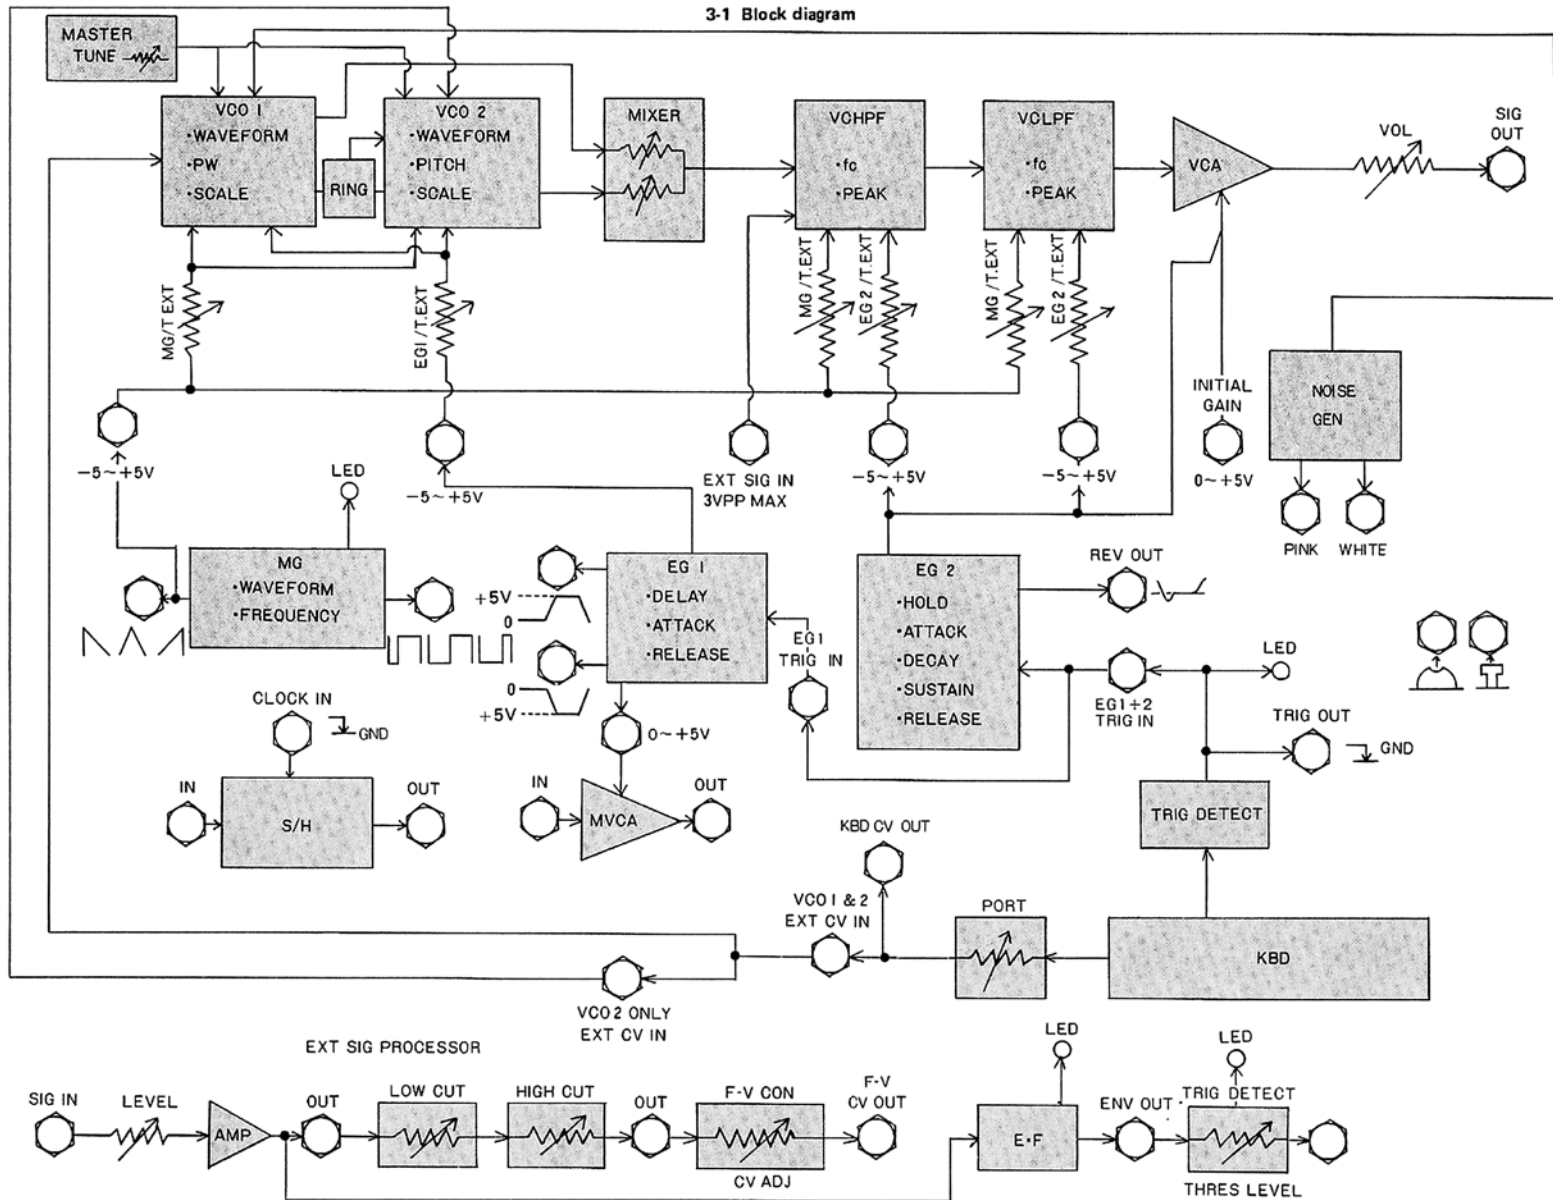 3-1 Block diagram
MASTER
TUNE
VCO 1
•WAVEFORM
•PW
•SCALE
RING
VCO 2
•WAVEFORM
•PITCH
•SCALE
MIXER
VCHPF
•fc
•PEAK
VCLPF
•fc
•PEAK
VCA
VOL
SIG
OUT
MG/T.EXT
EG1/T.EXT
MG/T.EXT
EG2/T.EXT
MG/T.EXT
EG2/T.EXT
INITIAL
GAIN
0~+5V
NOISE
GEN
PINK
WHITE
-5~+5V
LED
-5~+5V
EXT SIG IN
3VPP MAX
-5~+5V
-5~+5V
MG
•WAVEFORM
•FREQUENCY
+5V
0
0
+5V
EG 1
•DELAY
•ATTACK
•RELEASE
EG1
TRIG IN
EG 2
•HOLD
•ATTACK
•DECAY
•SUSTAIN
•RELEASE
REV OUT
LED
EG1+2
TRIG IN
TRIG OUT
GND
CLOCK IN
GND
IN
S/H
OUT
0~+5V
IN
MVCA
OUT
TRIG DETECT
KBD CV OUT
VCO 1 & 2
EXT CV IN
PORT
KBD
VCO 2 ONLY
EXT CV IN
EXT SIG PROCESSOR
SIG IN
LEVEL
AMP
OUT
LOW CUT
HIGH CUT
OUT
F-V CON
CV ADJ
F-V
CV OUT
LED
E•F
ENV OUT
LED
TRIG DETECT
THRES LEVEL